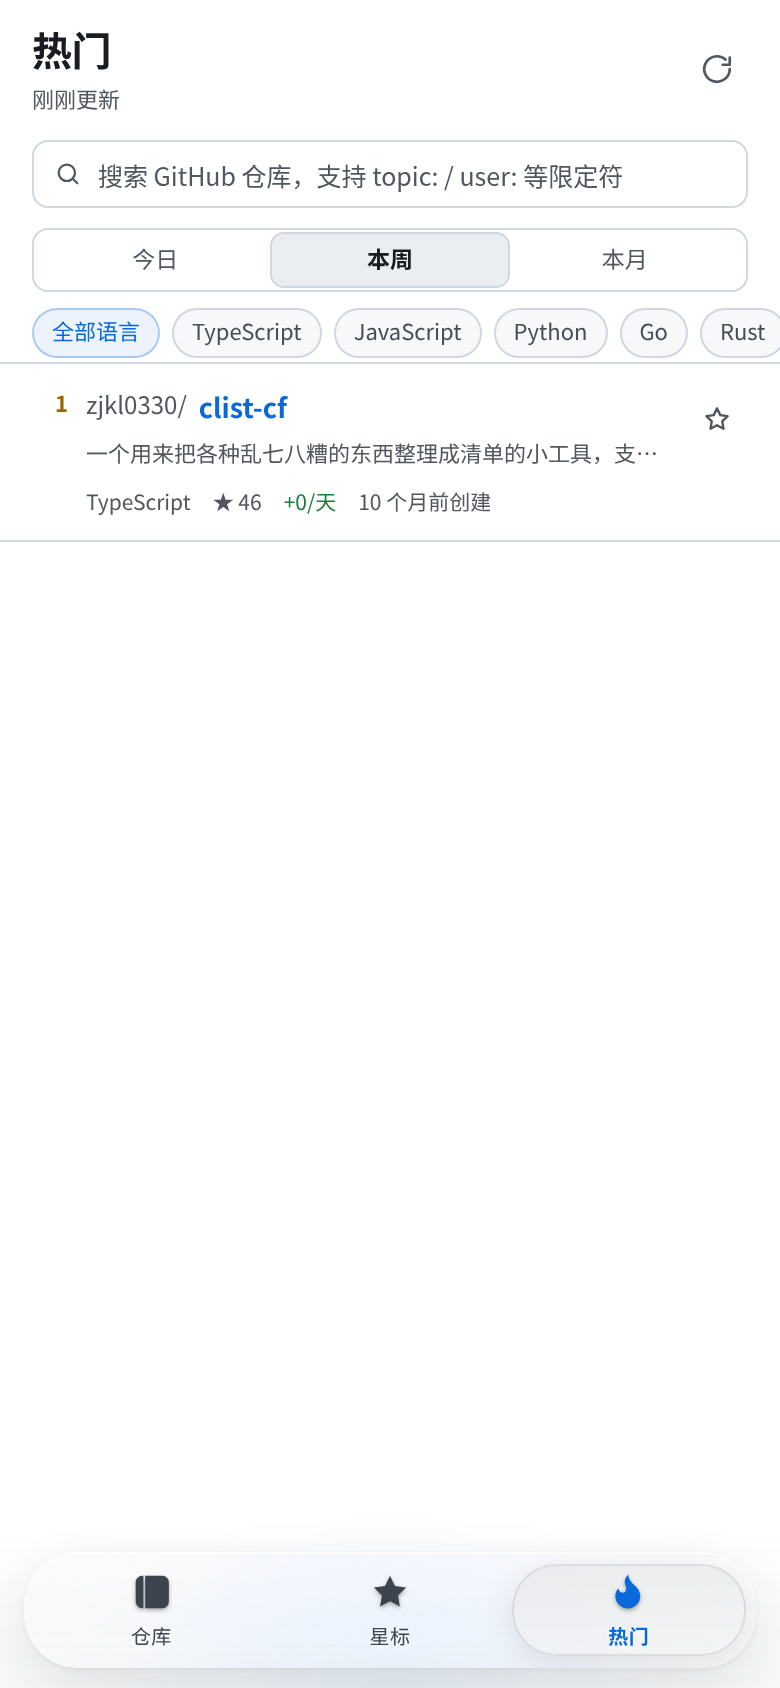 热门
刚刚更新
搜索 GitHub 仓库，支持 topic: / user: 等限定符
今日 本周 本月
全部语言 TypeScript JavaScript Python Go Rust
1 zjkl0330/ clist-cf
一个用来把各种乱七八糟的东西整理成清单的小工具，支…
TypeScript ★ 46 +0/天 10 个月前创建
仓库 星标 热门